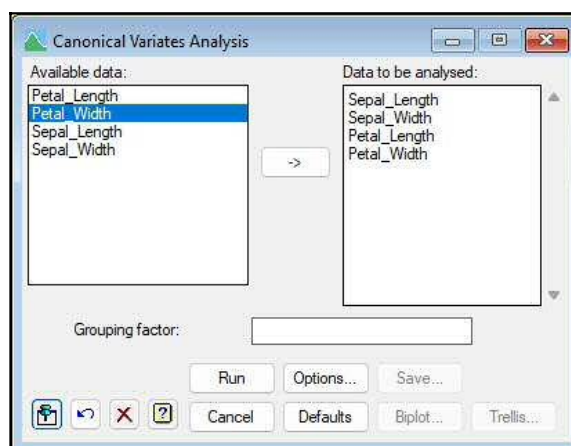 Canonical Variates Analysis
Available data:
Petal_Length
Petal_Width
Sepal_Length
Sepal_Width
->
Data to be analysed:
Sepal_Length
Sepal_Width
Petal_Length
Petal_Width
Grouping factor:
Run
Options...
Save...
Cancel
Defaults
Biplot...
Trellis...